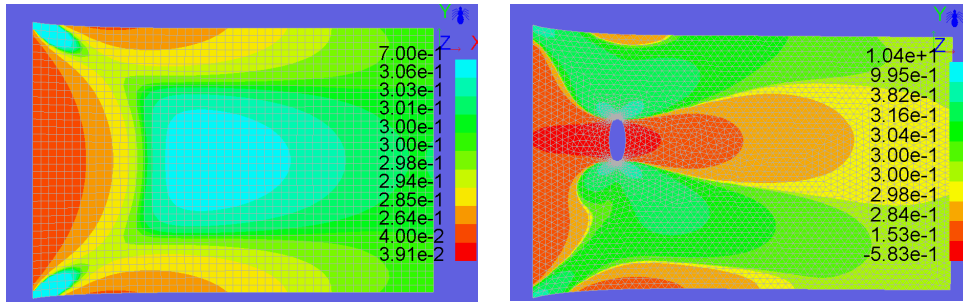 Y
Z X
7.00e-1
3.06e-1
3.03e-1
3.01e-1
3.00e-1
3.00e-1
2.98e-1
2.94e-1
2.85e-1
2.64e-1
4.00e-2
3.91e-2
Y
Z
1.04e+1
9.95e-1
3.82e-1
3.16e-1
3.04e-1
3.00e-1
3.00e-1
2.98e-1
2.84e-1
1.53e-1
-5.83e-1